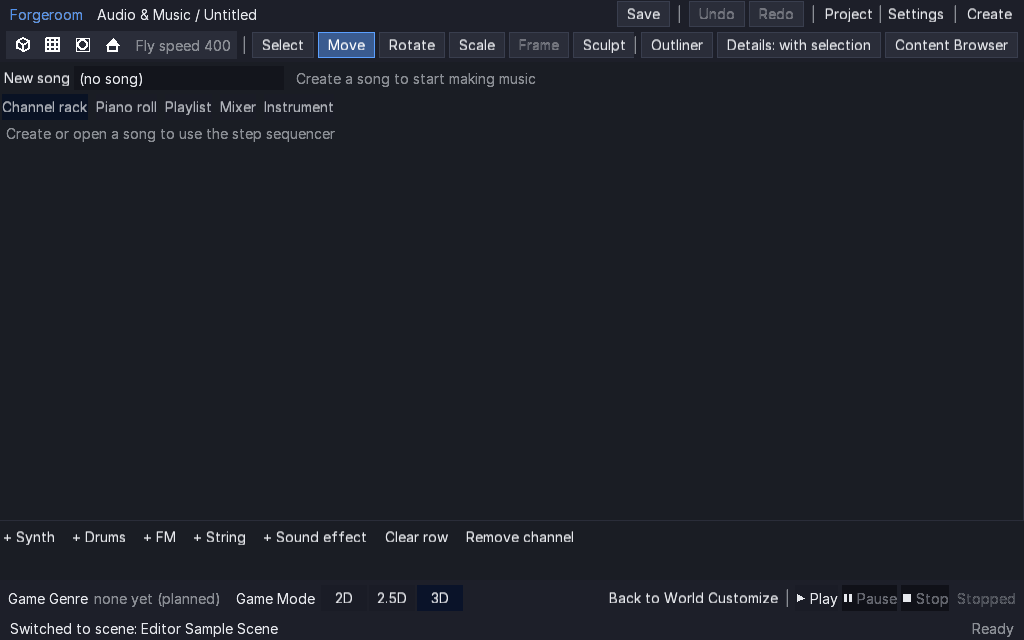 Forgeroom Audio & Music / Untitled Save | Undo Redo | Project | Settings | Create
Fly speed 400 | Select Move Rotate Scale Frame Sculpt | Outliner Details: with selection Content Browser
New song (no song) Create a song to start making music
Channel rack Piano roll Playlist Mixer Instrument
Create or open a song to use the step sequencer
+ Synth + Drums + FM + String + Sound effect Clear row Remove channel
Game Genre none yet (planned) Game Mode 2D 2.5D 3D Back to World Customize | Play Pause Stop Stopped
Switched to scene: Editor Sample Scene Ready